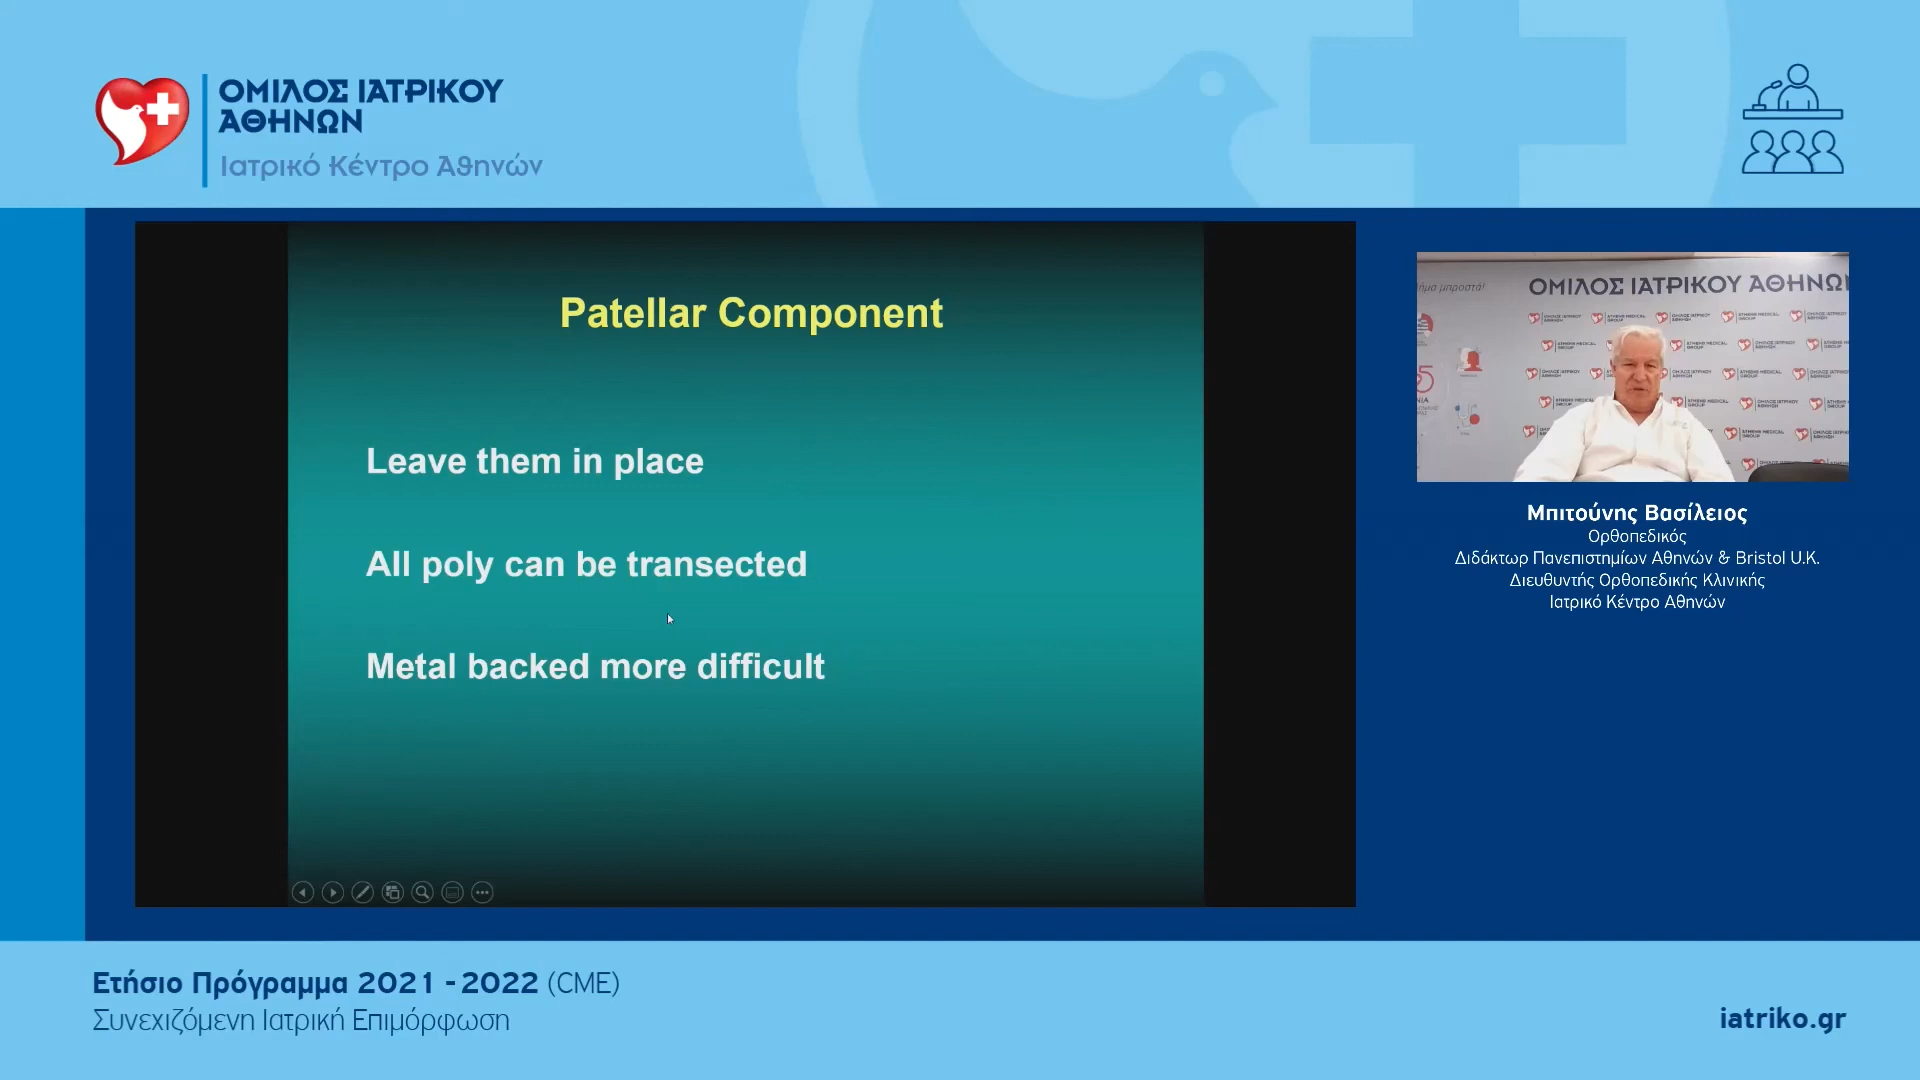 ΟΜΙΛΟΣ ΙΑΤΡΙΚΟΥ
ΑΘΗΝΩΝ
Ιατρικό Κέντρο Αθηνών
Patellar Component
Leave them in place
All poly can be transected
Metal backed more difficult
ΟΜΙΛΟΣ ΙΑΤΡΙΚΟΥ ΑΘΗΝΩΝ
Μπιτούνης Βασίλειος
Ορθοπεδικός
Διδάκτωρ Πανεπιστημίων Αθηνών & Bristol U.K.
Διευθυντής Ορθοπεδικής Κλινικής
Ιατρικό Κέντρο Αθηνών
Ετήσιο Πρόγραμμα 2021 - 2022 (CME)
Συνεχιζόμενη Ιατρική Επιμόρφωση
iatriko.gr